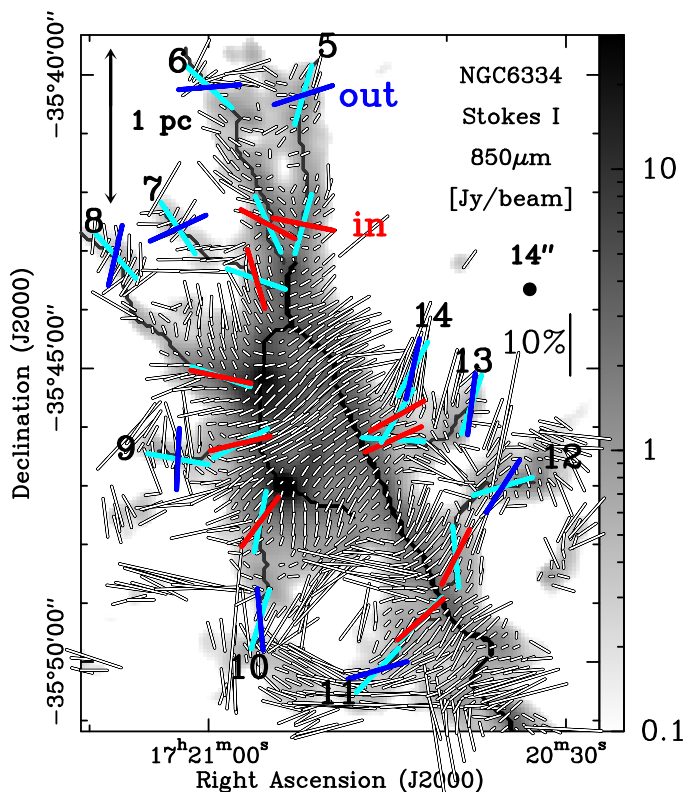 −35°40′00″
−35°45′00″
−35°50′00″
Declination (J2000)
17ʰ21ᵐ00ˢ
20ᵐ30ˢ
Right Ascension (J2000)
1 pc
6
5
out
7
in
8
9
10
11
12
13
14
NGC6334
Stokes I
850μm
[Jy/beam]
14″
10%
10
1
0.1